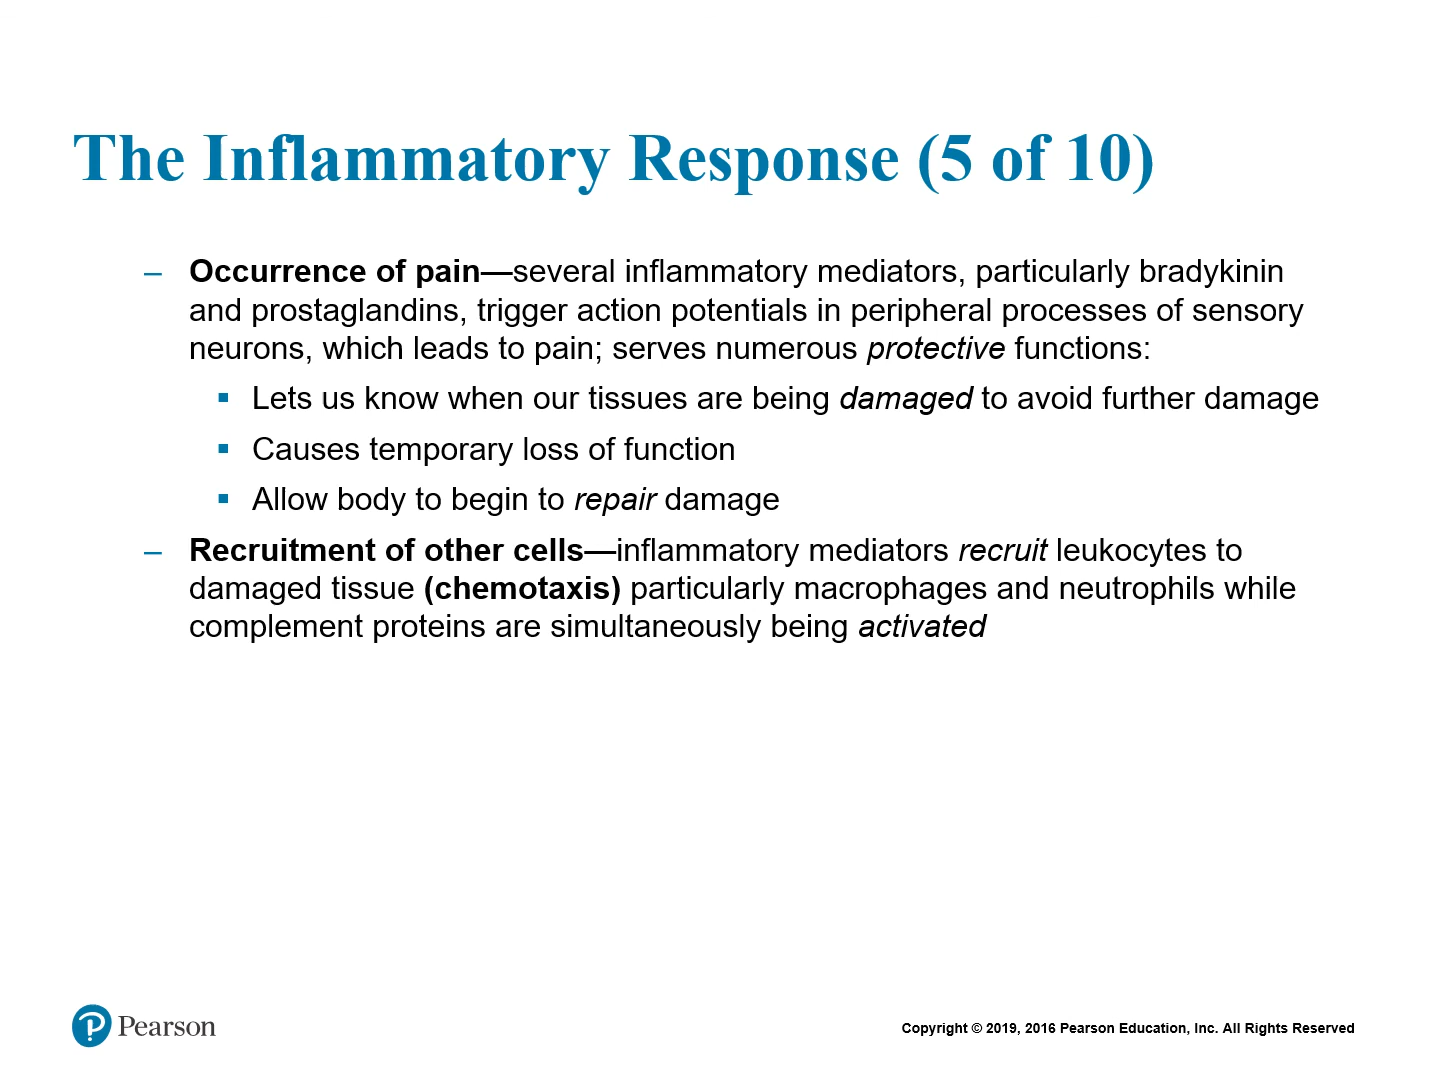 The Inflammatory Response (5 of 10)
– Occurrence of pain—several inflammatory mediators, particularly bradykinin
and prostaglandins, trigger action potentials in peripheral processes of sensory
neurons, which leads to pain; serves numerous protective functions:
▪ Lets us know when our tissues are being damaged to avoid further damage
▪ Causes temporary loss of function
▪ Allow body to begin to repair damage
– Recruitment of other cells—inflammatory mediators recruit leukocytes to
damaged tissue (chemotaxis) particularly macrophages and neutrophils while
complement proteins are simultaneously being activated
Pearson
Copyright © 2019, 2016 Pearson Education, Inc. All Rights Reserved